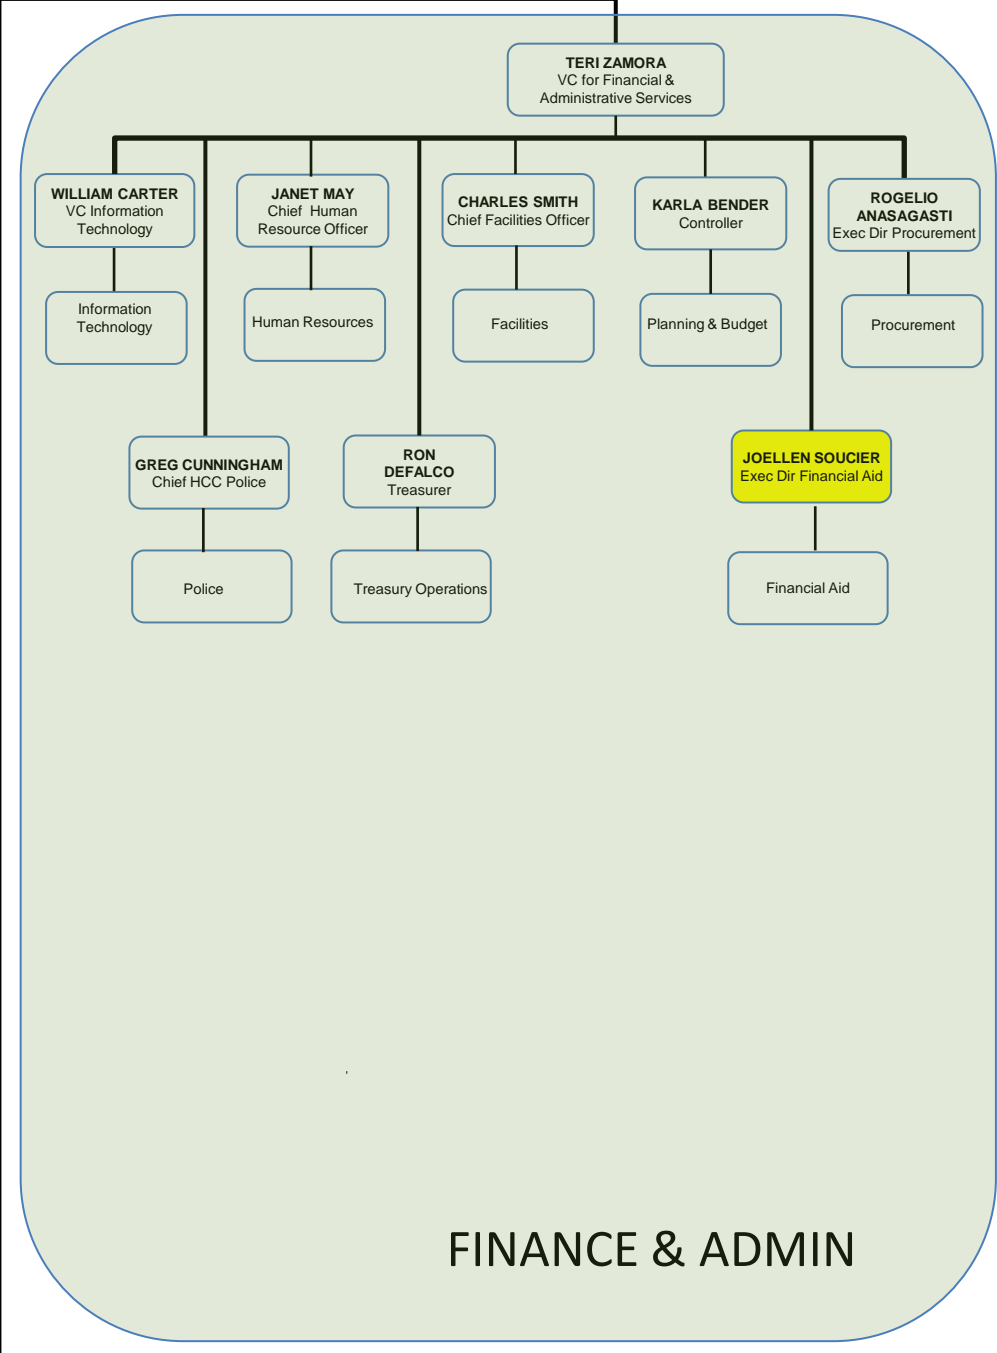 TERI ZAMORA
VC for Financial &
Administrative Services
WILLIAM CARTER
VC Information
Technology
JANET MAY
Chief Human
Resource Officer
CHARLES SMITH
Chief Facilities Officer
KARLA BENDER
Controller
ROGELIO
ANASAGASTI
Exec Dir Procurement
Information
Technology
Human Resources
Facilities
Planning & Budget
Procurement
GREG CUNNINGHAM
Chief HCC Police
RON
DEFALCO
Treasurer
JOELLEN SOUCIER
Exec Dir Financial Aid
Police
Treasury Operations
Financial Aid
FINANCE & ADMIN